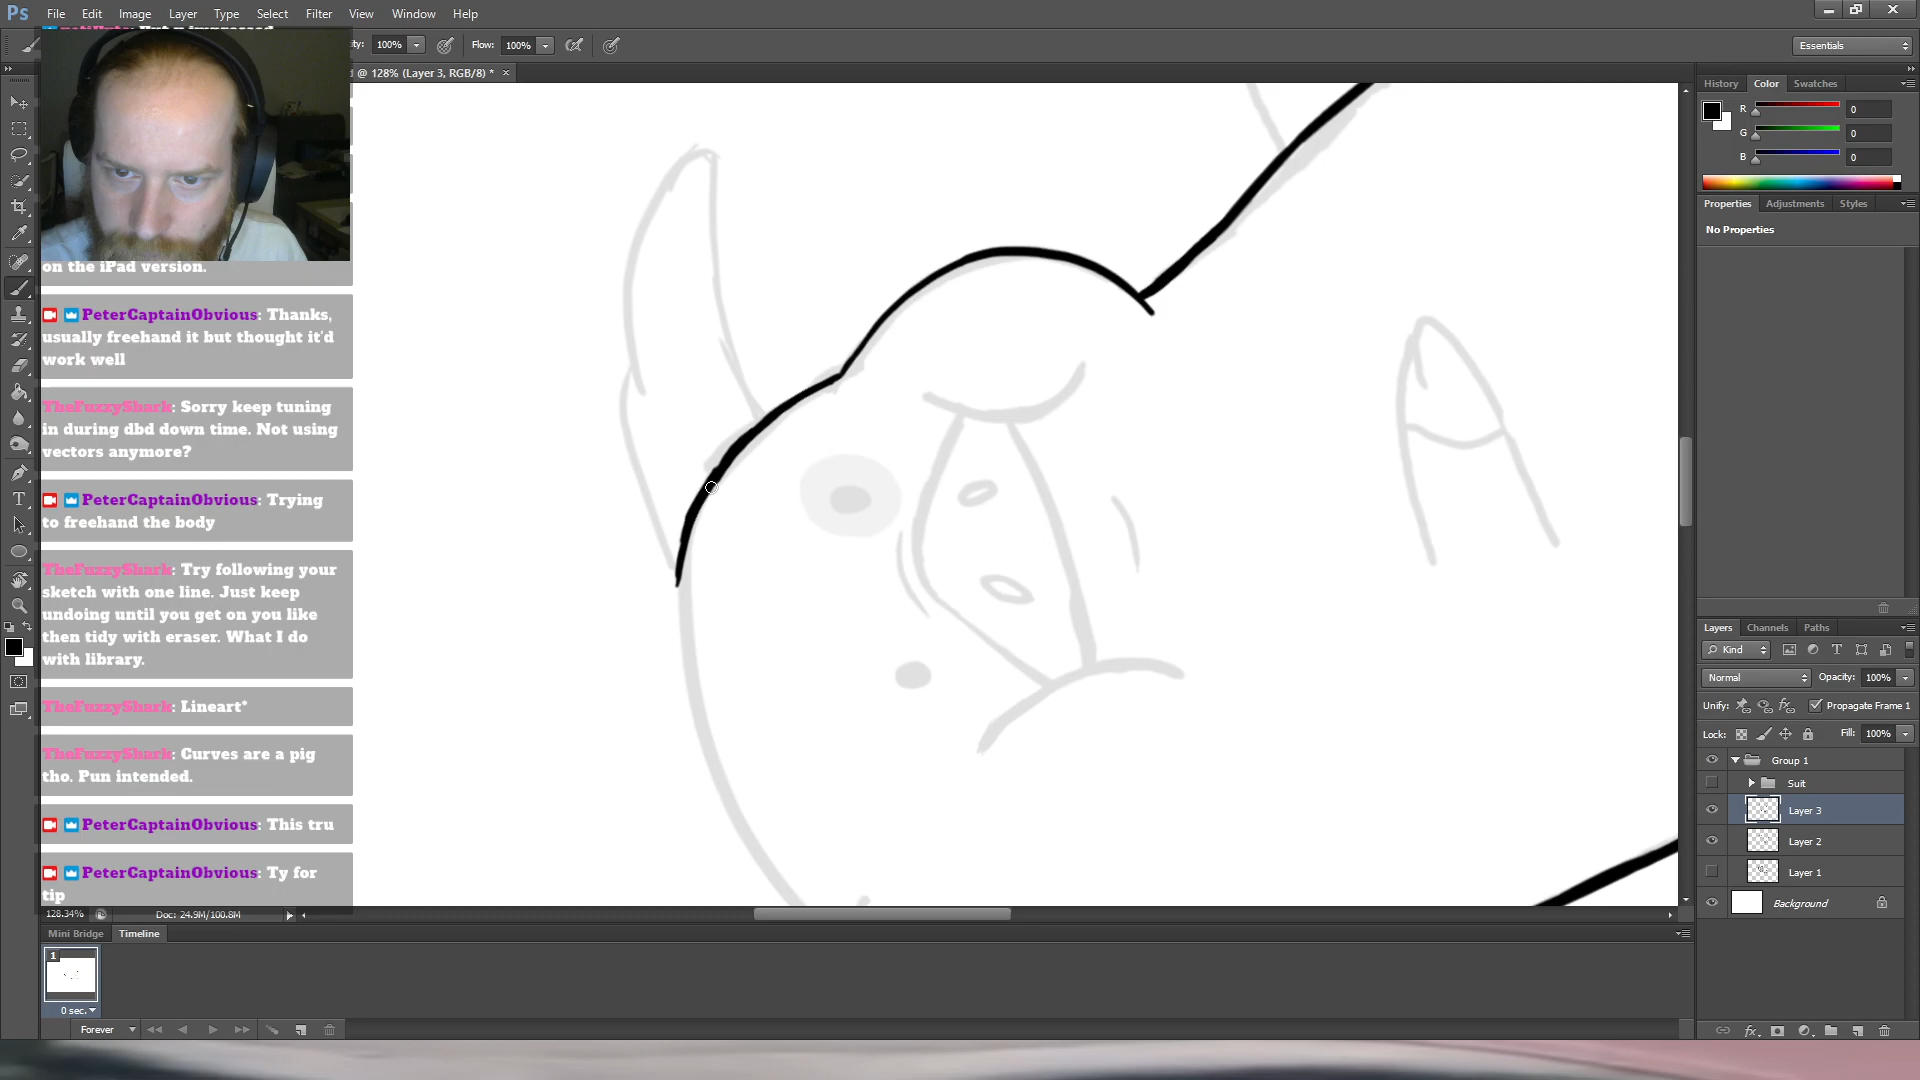 Ps File Edit Image Layer Type Select Filter View Window Help
100% Flow: 100% Essentials
@ 128% (Layer 3, RGB/8) * ×
on the iPad version.
PeterCaptainObvious: Thanks,
usually freehand it but thought it'd
work well
TheFuzzyShark: Sorry keep tuning
in during dbd down time. Not using
vectors anymore?
PeterCaptainObvious: Trying
to freehand the body
TheFuzzyShark: Try following your
sketch with one line. Just keep
undoing until you get on you like
then tidy with eraser. What I do
with library.
TheFuzzyShark: Lineart*
TheFuzzyShark: Curves are a pig
tho. Pun intended.
PeterCaptainObvious: This tru
PeterCaptainObvious: Ty for
tip
128.34% Doc: 24.9M/100.8M
Mini Bridge Timeline
1
0 sec.
Forever
History Color Swatches
R 0
G 0
B 0
Properties Adjustments Styles
No Properties
Layers Channels Paths
Kind
Normal Opacity: 100%
Unify: Propagate Frame 1
Lock: Fill: 100%
Group 1
Suit
Layer 3
Layer 2
Layer 1
Background